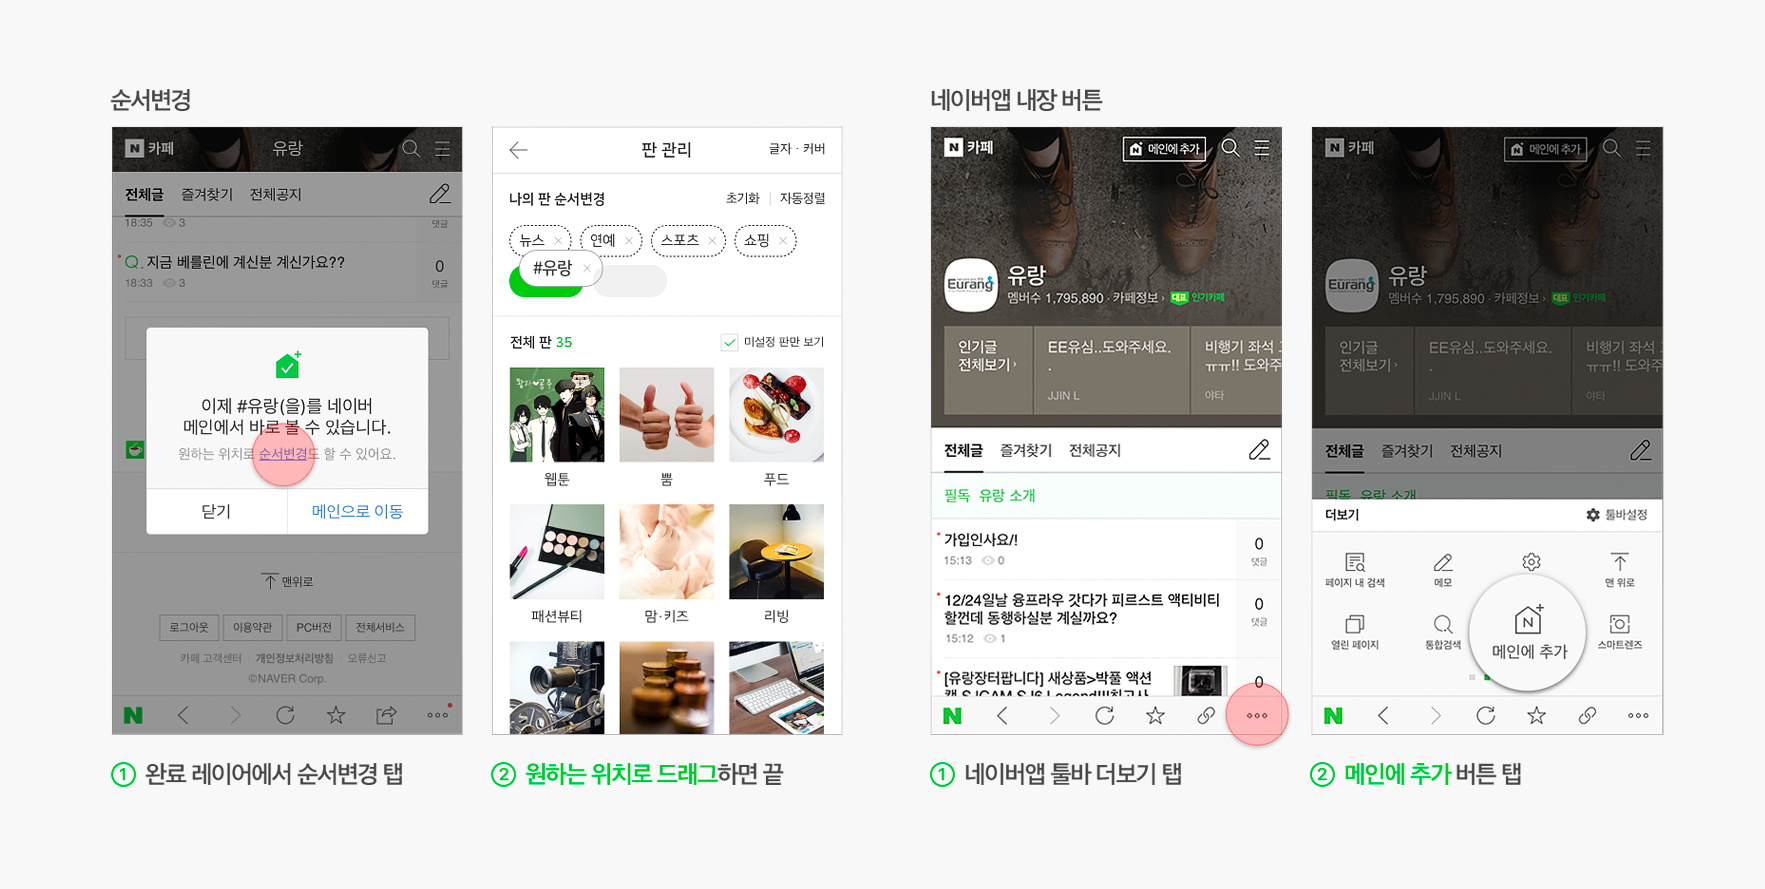 순서변경
N 카페
유랑
전체글 즐겨찾기 전체공지
18:35 3
댓글
Q. 지금 베를린에 계신분 계신가요??
0
18:33 3
댓글
이제 #유랑(을)를 네이버
메인에서 바로 볼 수 있습니다.
원하는 위치로 순서변경도 할 수 있어요.
닫기 메인으로 이동
맨위로
로그아웃 이용약관 PC버전 전체서비스
카페 고객센터 개인정보처리방침 오류신고
©NAVER Corp.
N
1 완료 레이어에서 순서변경 탭
판 관리
글자 · 커버
나의 판 순서변경
초기화 자동정렬
뉴스 × 연예 × 스포츠 × 쇼핑 ×
#유랑 ×
전체 판 35
미설정 판만 보기
웹툰 뿜 푸드
패션뷰티 맘·키즈 리빙
2 원하는 위치로 드래그하면 끝
네이버앱 내장 버튼
N 카페
메인에 추가
Eurang
유랑
멤버수 1,795,890 · 카페정보 › 대표 인기카페
인기글
전체보기 ›
EE유심..도와주세요.
.
JJIN L
비행기 좌석
ㅠㅠ!! 도와주
야타
전체글 즐겨찾기 전체공지
필독 유랑 소개
가입인사요/!
0
15:13 0
댓글
12/24일날 융프라우 갓다가 피르스트 액티비티
할껀데 동행하실분 계실까요?
0
댓글
15:12 1
[유랑장터팝니다] 새상품>박풀 액션
캠 SJCAM SJ6 Legend!!!최고사
0
N
1 네이버앱 툴바 더보기 탭
N 카페
메인에 추가
Eurang
유랑
멤버수 1,795,890 · 카페정보 › 대표 인기카페
인기글
전체보기 ›
EE유심..도와주세요.
.
JJIN L
비행기 좌석
ㅠㅠ!! 도와주
야타
전체글 즐겨찾기 전체공지
필독 유랑 소개
더보기
툴바설정
페이지 내 검색 메모 맨 위로
열린 페이지 통합검색 메인에 추가 스마트렌즈
N
2 메인에 추가 버튼 탭